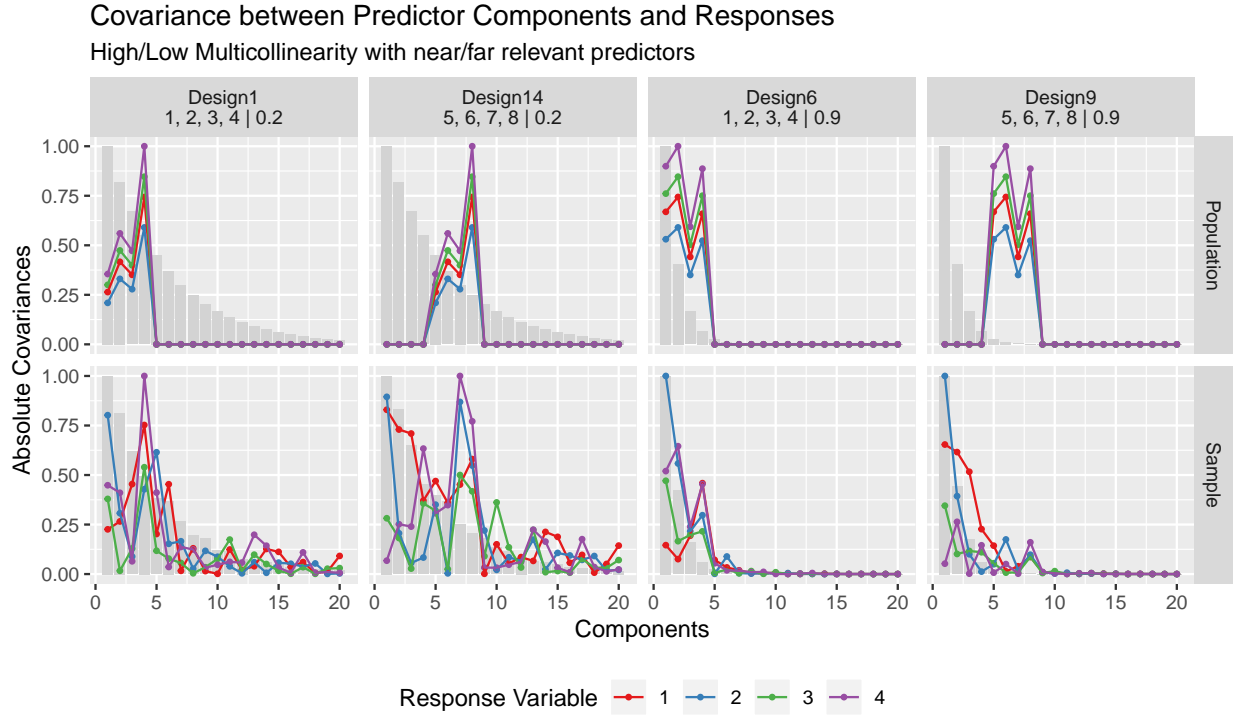 Covariance between Predictor Components and Responses
High/Low Multicollinearity with near/far relevant predictors
Design1
1, 2, 3, 4 | 0.2
Design14
5, 6, 7, 8 | 0.2
Design6
1, 2, 3, 4 | 0.9
Design9
5, 6, 7, 8 | 0.9
Absolute Covariances
1.00
0.75
0.50
0.25
0.00
Population
1.00
0.75
0.50
0.25
0.00
Sample
0 5 10 15 20
0 5 10 15 20
0 5 10 15 20
0 5 10 15 20
Components
Response Variable 1 2 3 4